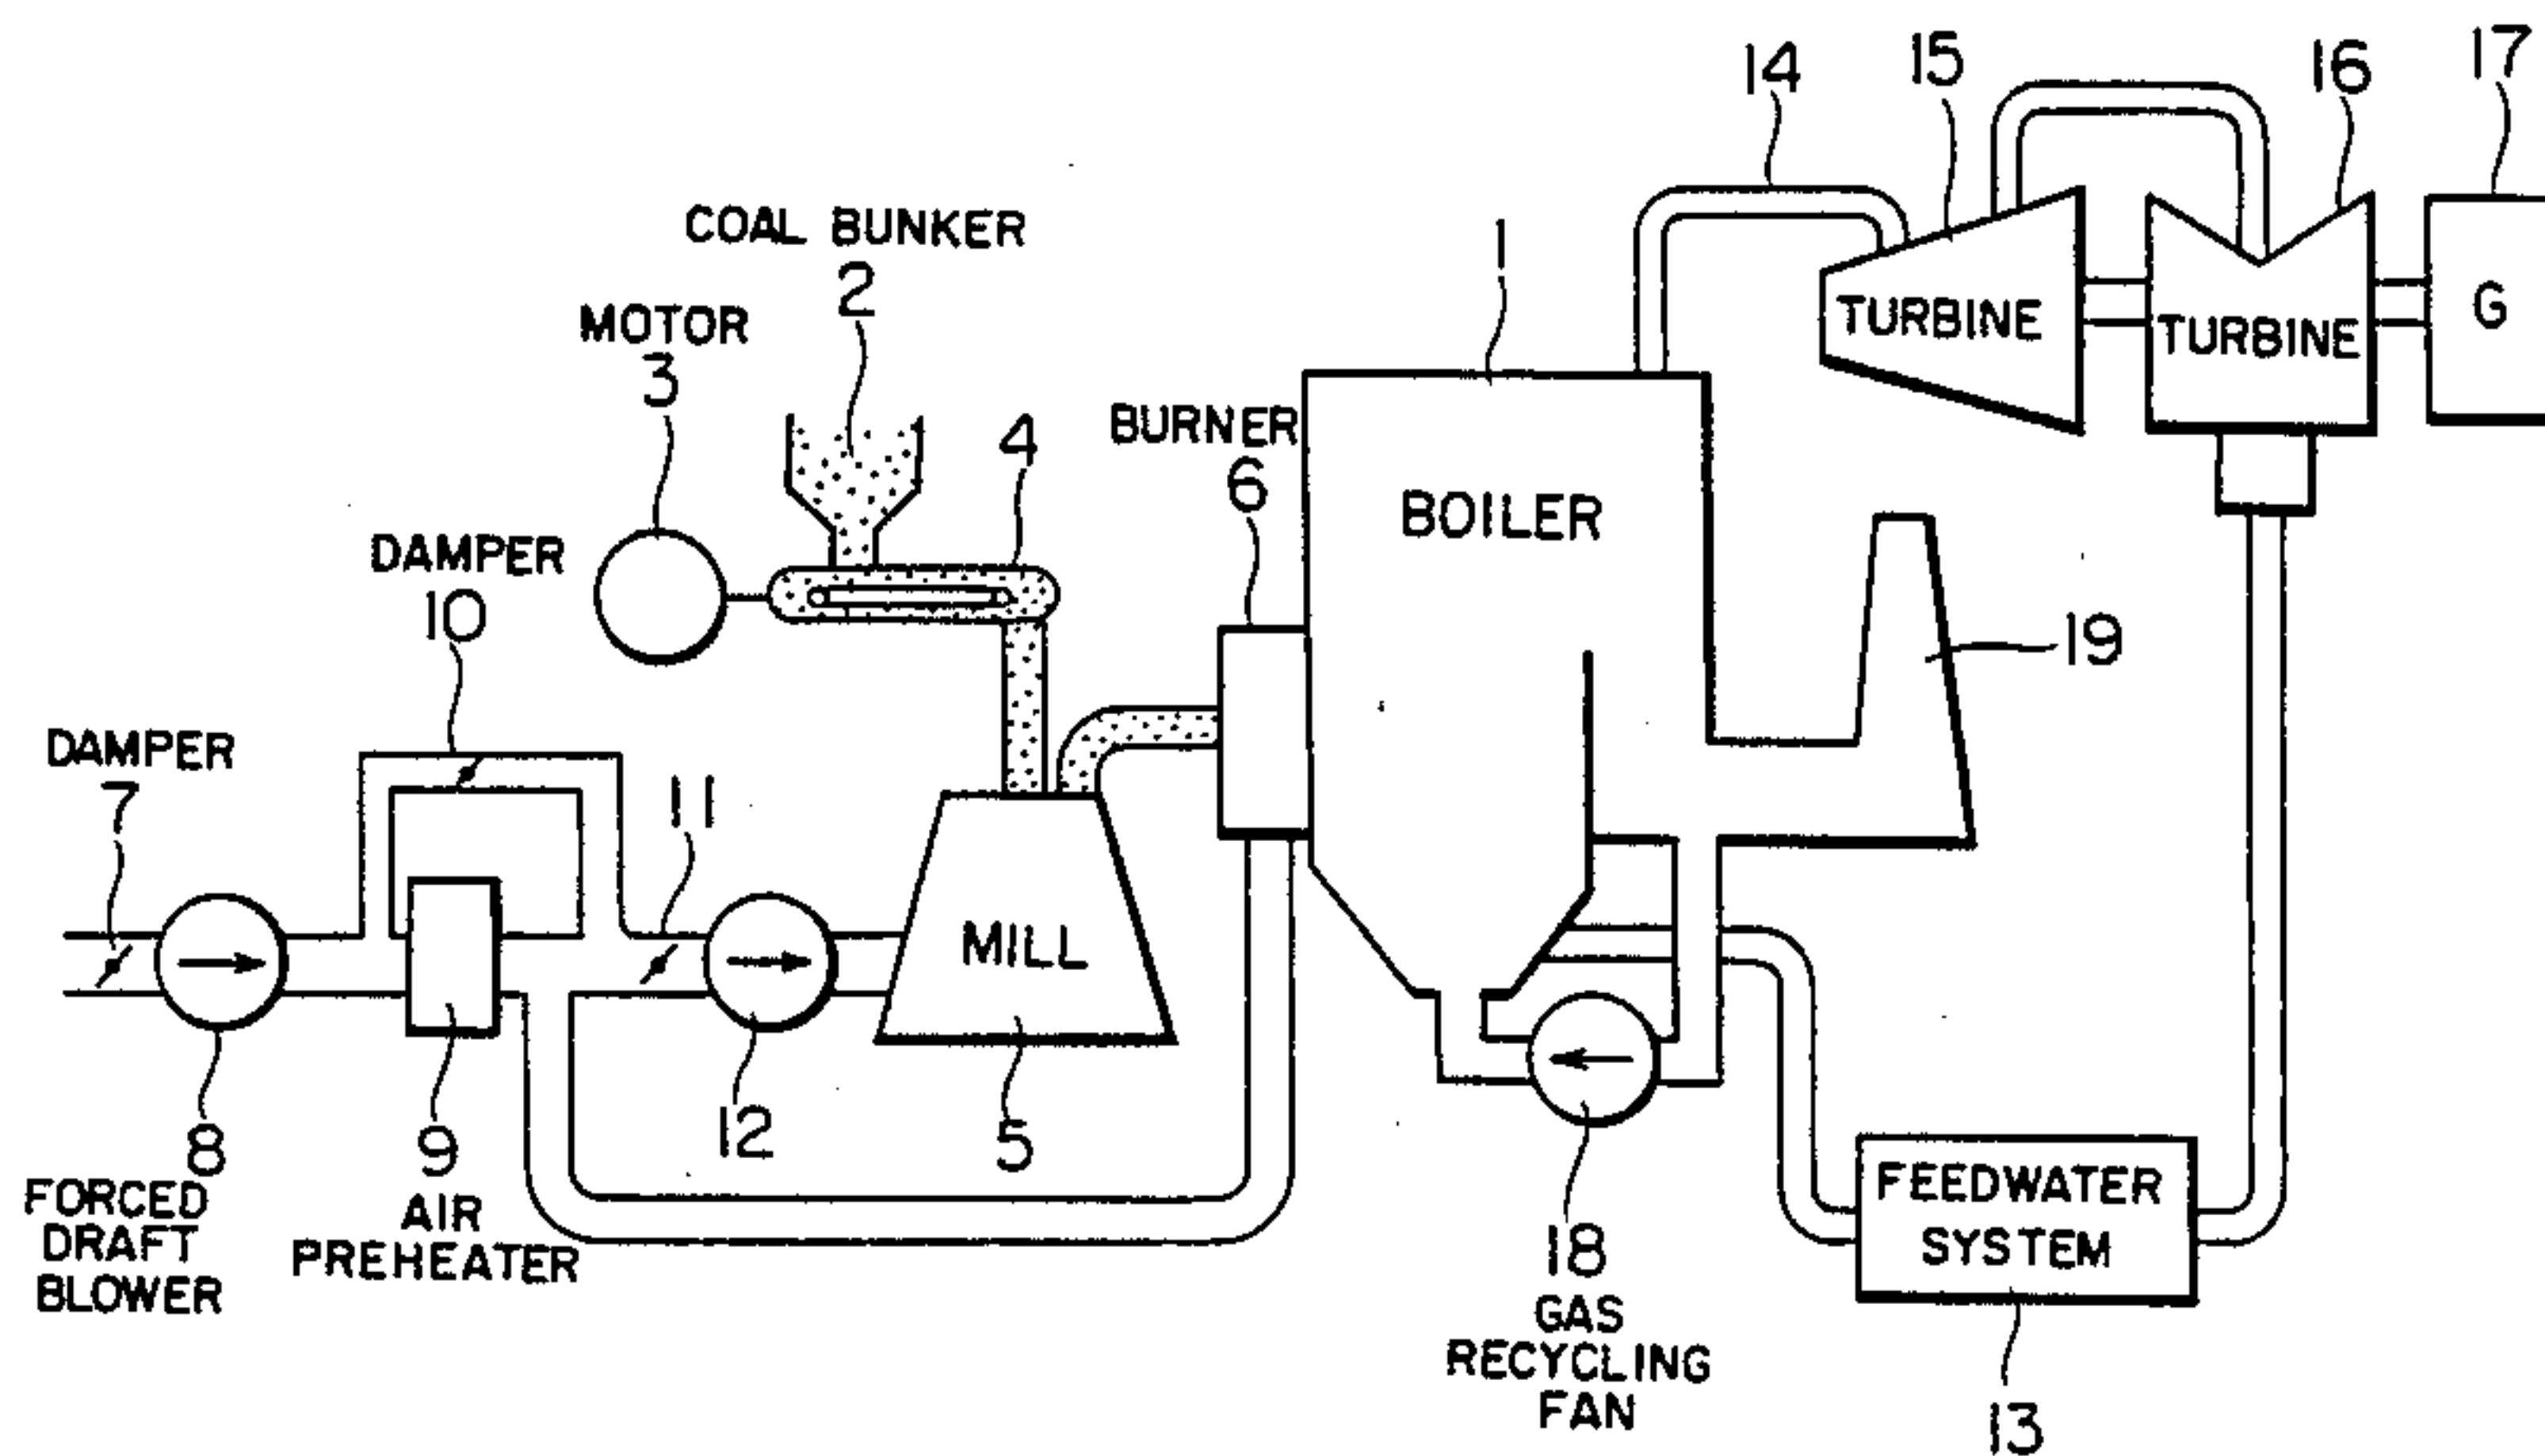 14
15
16
17
COAL BUNKER
2
1
MOTOR
3
TURBINE
TURBINE
G
4
BURNER
6
BOILER
DAMPER
10
19
DAMPER
7
11
MILL
8
FORCED
DRAFT
BLOWER
9
AIR
PREHEATER
12
5
18
GAS
RECYCLING
FAN
FEEDWATER
SYSTEM
13